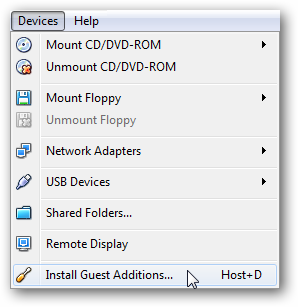 Devices Help
Mount CD/DVD-ROM
Unmount CD/DVD-ROM
Mount Floppy
Unmount Floppy
Network Adapters
USB Devices
Shared Folders...
Remote Display
Install Guest Additions... Host+D